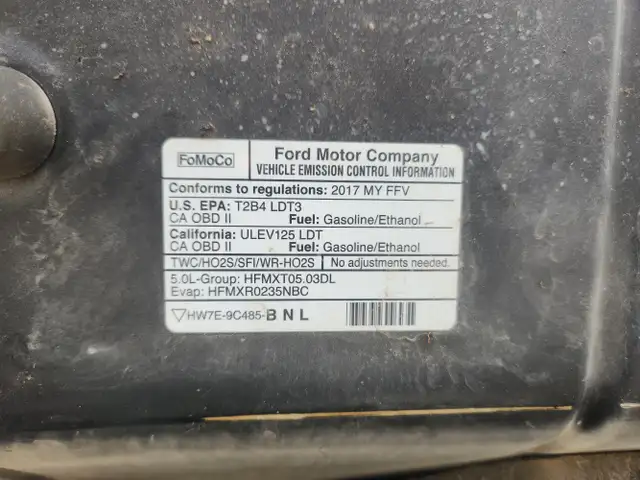 FoMoCo
Ford Motor Company
VEHICLE EMISSION CONTROL INFORMATION
Conforms to regulations: 2017 MY FFV
U.S. EPA: T2B4 LDT3
CA OBD II Fuel: Gasoline/Ethanol
California: ULEV125 LDT
CA OBD II Fuel: Gasoline/Ethanol
TWC/HO2S/SFI/WR-HO2S No adjustments needed.
5.0L-Group: HFMXT05.03DL
Evap: HFMXR0235NBC
HW7E-9C485-B N L